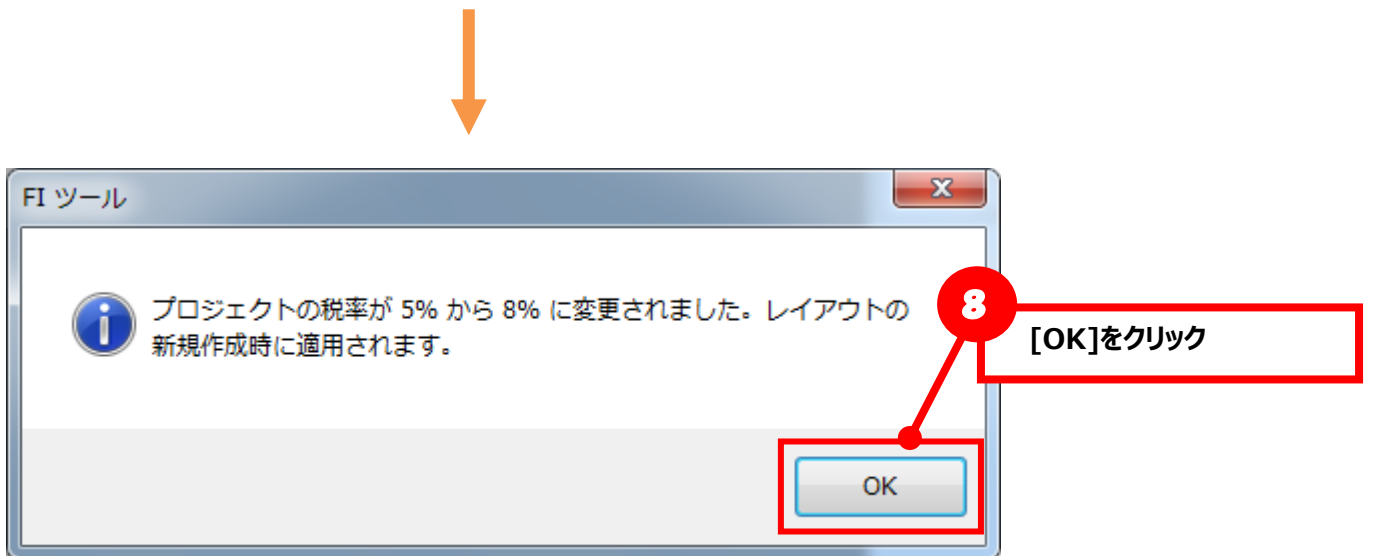 FI ツール
プロジェクトの税率が 5% から 8% に変更されました。レイアウトの
新規作成時に適用されます。
8
[OK]をクリック
OK